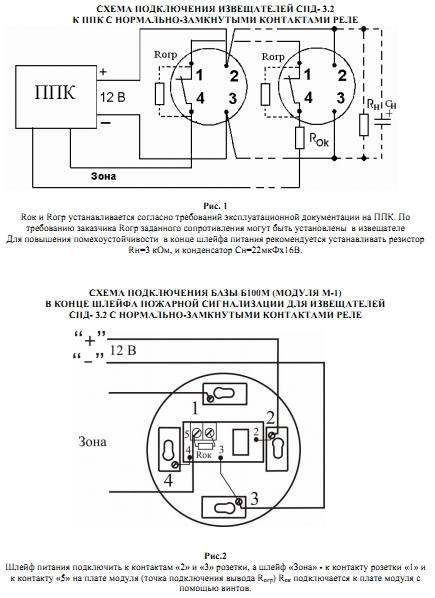 СХЕМА ПОДКЛЮЧЕНИЯ ИЗВЕЩАТЕЛЕЙ СПД- 3.2
К ППК С НОРМАЛЬНО-ЗАМКНУТЫМИ КОНТАКТАМИ РЕЛЕ
ППК
+
12 В
–
Rогр
1 2
4 3
Rогр
1 2
4 3
Rок
Rн
Cн
+
Зона
Рис. 1
Rок и Rогр устанавливается согласно требований эксплуатационной документации на ППК. По
требованию заказчика Rогр заданного сопротивления могут быть установлены в извещателе
Для повышения помехоустойчивости в конце шлейфа питания рекомендуется устанавливать резистор
Rн=3 кОм, и конденсатор Сн=22мкФх16В.
СХЕМА ПОДКЛЮЧЕНИЯ БАЗЫ Б100М (МОДУЛЯ М-1)
В КОНЦЕ ШЛЕЙФА ПОЖАРНОЙ СИГНАЛИЗАЦИИ ДЛЯ ИЗВЕЩАТЕЛЕЙ
СПД- 3.2 С НОРМАЛЬНО-ЗАМКНУТЫМИ КОНТАКТАМИ РЕЛЕ
“+”
12 В
“–”
1
2
Зона
5
2
Rок
4
3
4
3
Рис.2
Шлейф питания подключить к контактам «2» и «3» розетки, а шлейф «Зона» - к контакту розетки «1» и
к контакту «5» на плате модуля (точка подключения вывода Rогр) Rок подключается к плате модуля с
помощью винтов.